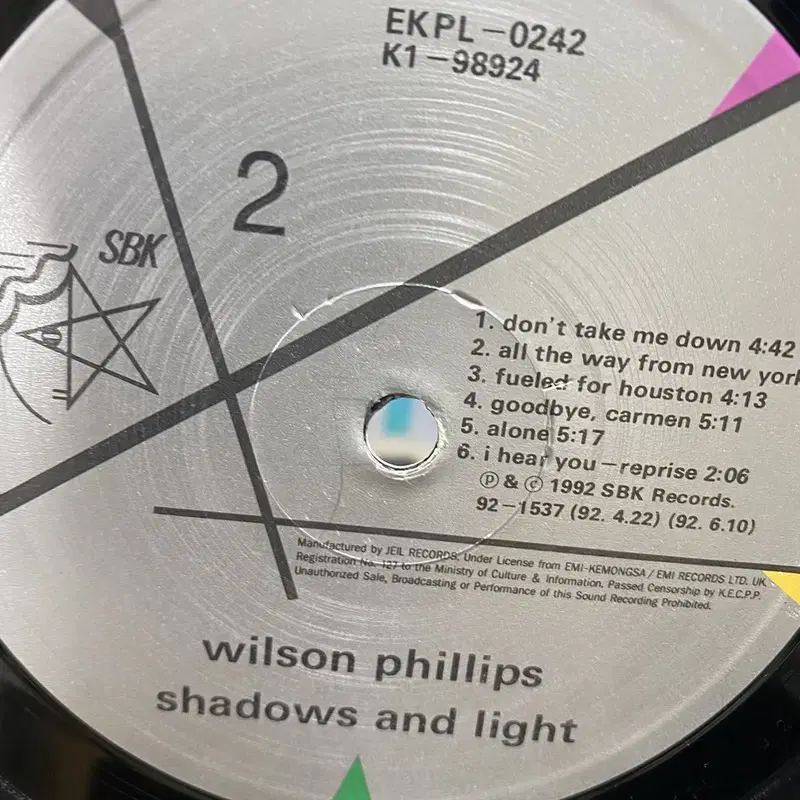 EKPL-0242
K1-98924
2
SBK
1. don't take me down 4:42
2. all the way from new york
3. fueled for houston 4:13
4. goodbye, carmen 5:11
5. alone 5:17
6. i hear you-reprise 2:06
Ⓟ & © 1992 SBK Records.
92-1537 (92. 4.22) (92. 6.10)
Manufactured by JEIL RECORDS. Under License from EMI-KEMONGSA / EMI RECORDS LTD. UK
Registration No. 127 to the Ministry of Culture & Information. Passed Censorship by K.E.C.P.P.
Unauthorized Sale, Broadcasting or Performance of this Sound Recording Prohibited.
wilson phillips
shadows and light